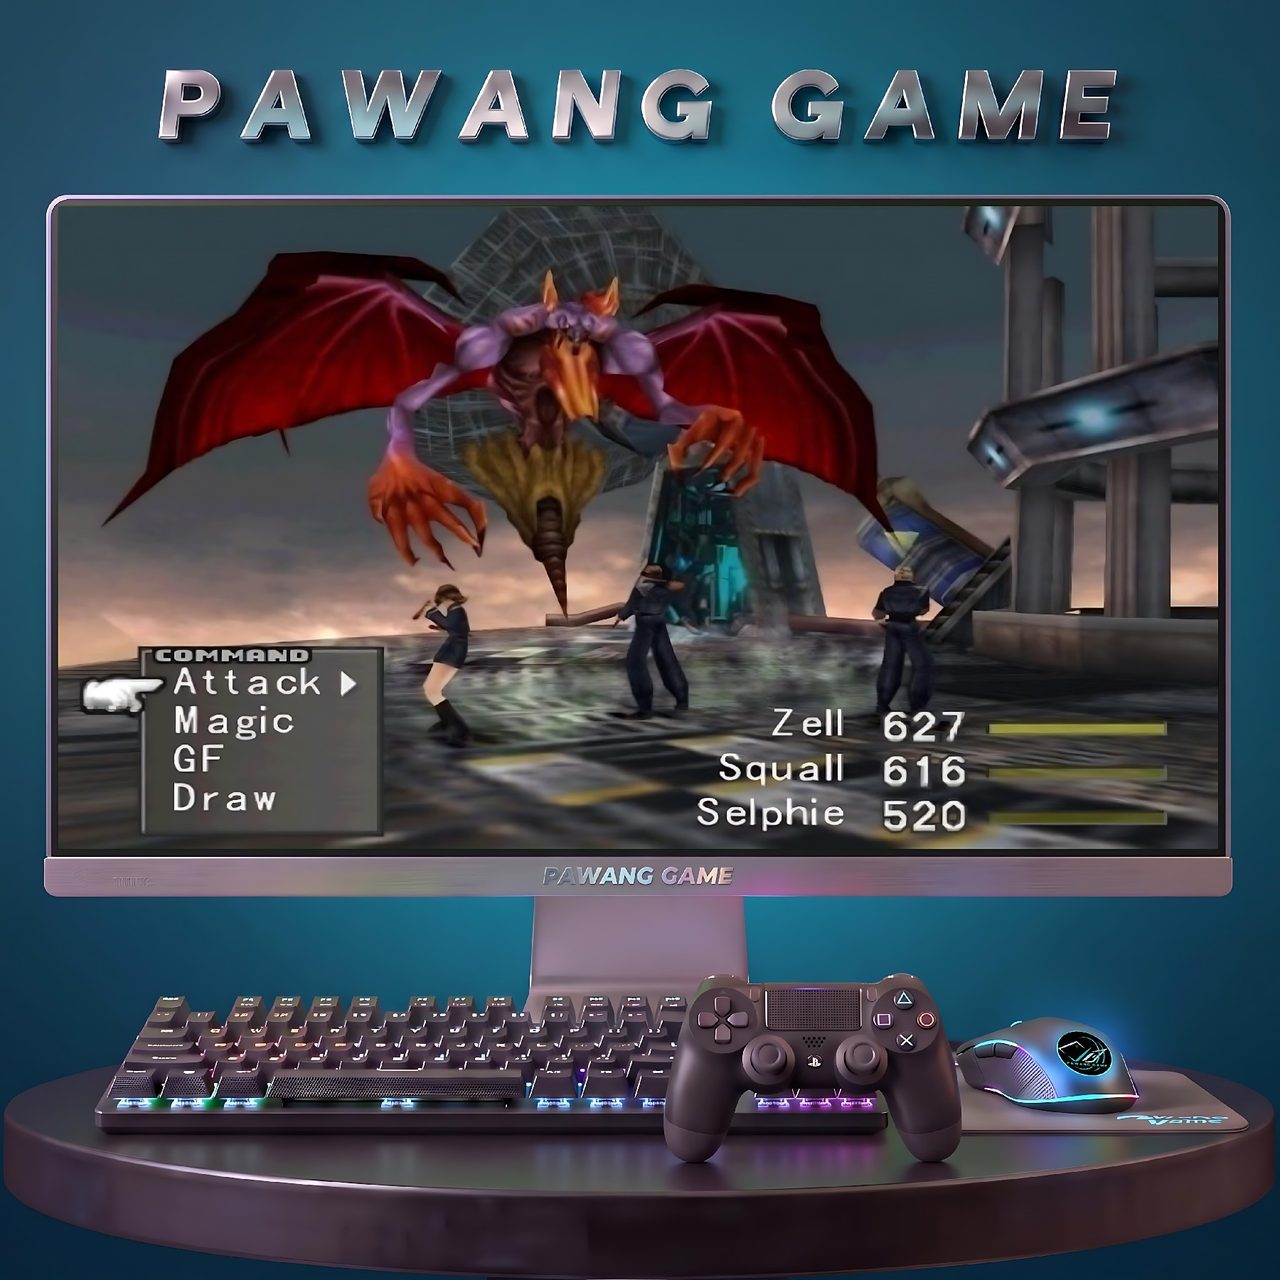 PAWANG GAME
COMMAND
Attack
Magic
GF
Draw
Zell 627
Squall 616
Selphie 520
PAWANG GAME